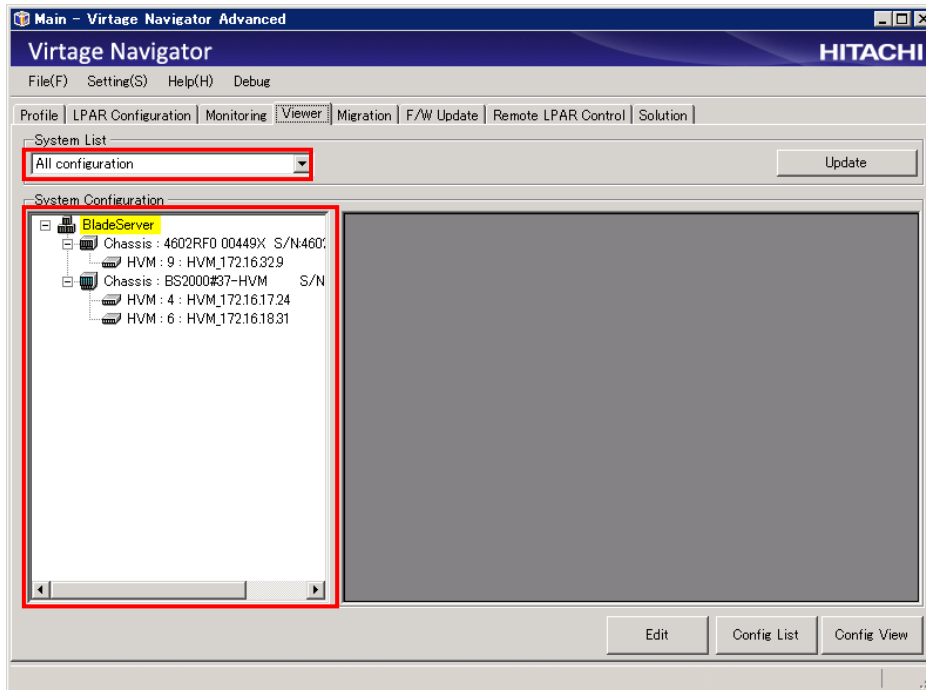 Main - Virtage Navigator Advanced
Virtage Navigator HITACHI
File(F) Setting(S) Help(H) Debug
Profile LPAR Configuration Monitoring Viewer Migration F/W Update Remote LPAR Control Solution
System List
All configuration Update
System Configuration
BladeServer
Chassis : 4602RF0 00449X S/N:4602
HVM : 9 : HVM_172.16.32.9
Chassis : BS2000#37-HVM S/N
HVM : 4 : HVM_172.16.17.24
HVM : 6 : HVM_172.16.18.31
Edit Config List Config View